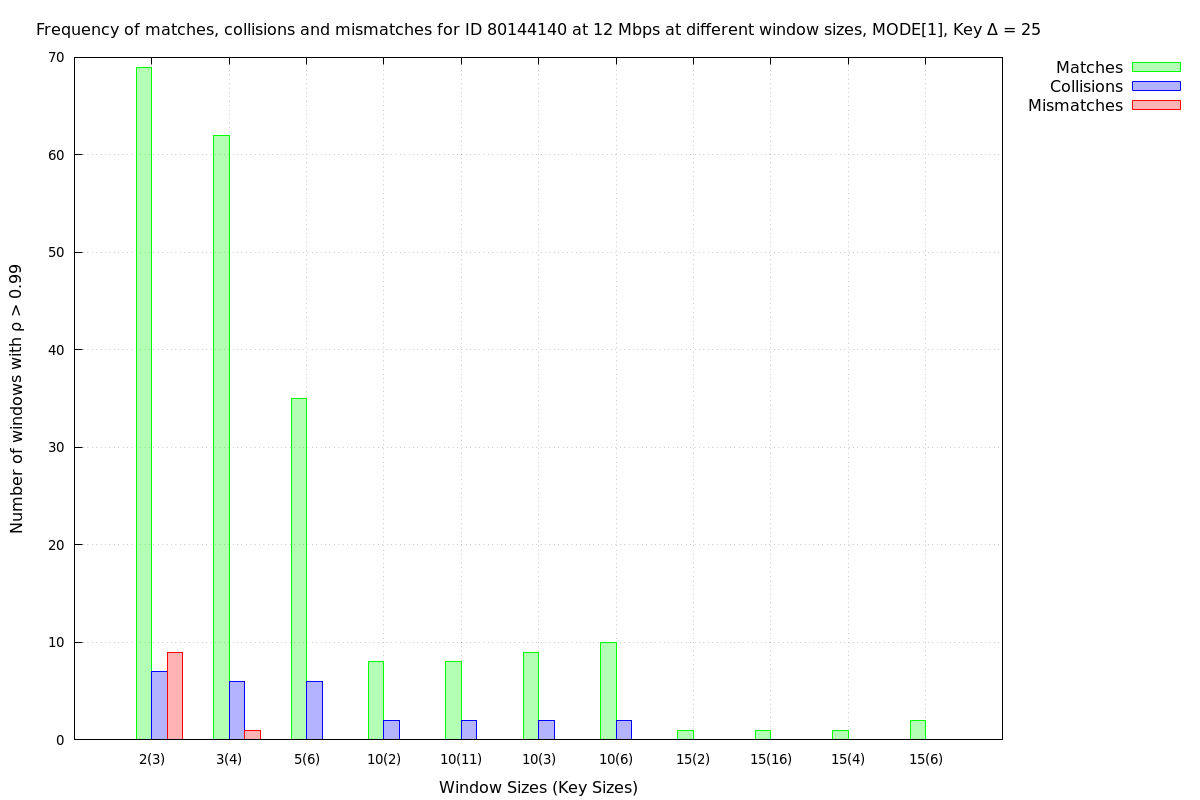 Frequency of matches, collisions and mismatches for ID 80144140 at 12 Mbps at different window sizes, MODE[1], Key Δ = 25
Matches
Collisions
Mismatches
Number of windows with ρ > 0.99
70
60
50
40
30
20
10
0
2(3) 3(4) 5(6) 10(2) 10(11) 10(3) 10(6) 15(2) 15(16) 15(4) 15(6)
Window Sizes (Key Sizes)